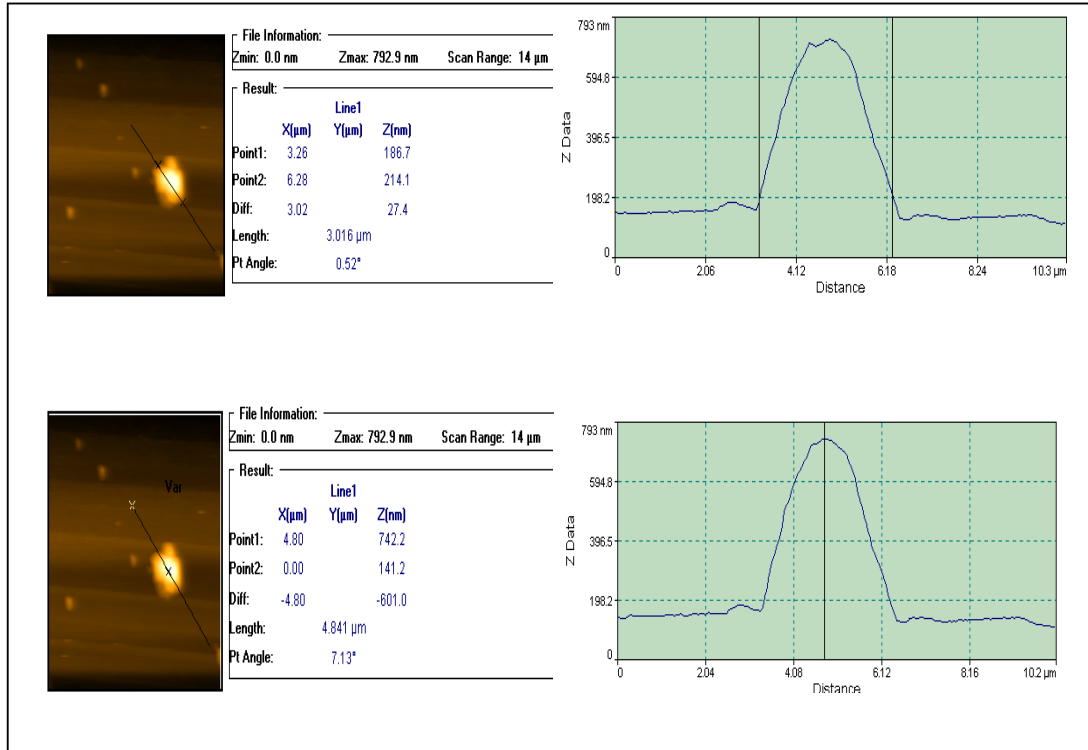 File Information:
Zmin: 0.0 nm Zmax: 792.9 nm Scan Range: 14 µm
Result:
Line1
X(µm) Y(µm) Z(nm)
Point1: 3.26 186.7
Point2: 6.28 214.1
Diff: 3.02 27.4
Length: 3.016 µm
Pt Angle: 0.52°
793 nm
594.8
396.5
198.2
0
Z Data
0 2.06 4.12 6.18 8.24 10.3 µm
Distance
Var
File Information:
Zmin: 0.0 nm Zmax: 792.9 nm Scan Range: 14 µm
Result:
Line1
X(µm) Y(µm) Z(nm)
Point1: 4.80 742.2
Point2: 0.00 141.2
Diff: -4.80 -601.0
Length: 4.841 µm
Pt Angle: 7.13°
793 nm
594.8
396.5
198.2
0
Z Data
0 2.04 4.08 6.12 8.16 10.2 µm
Distance